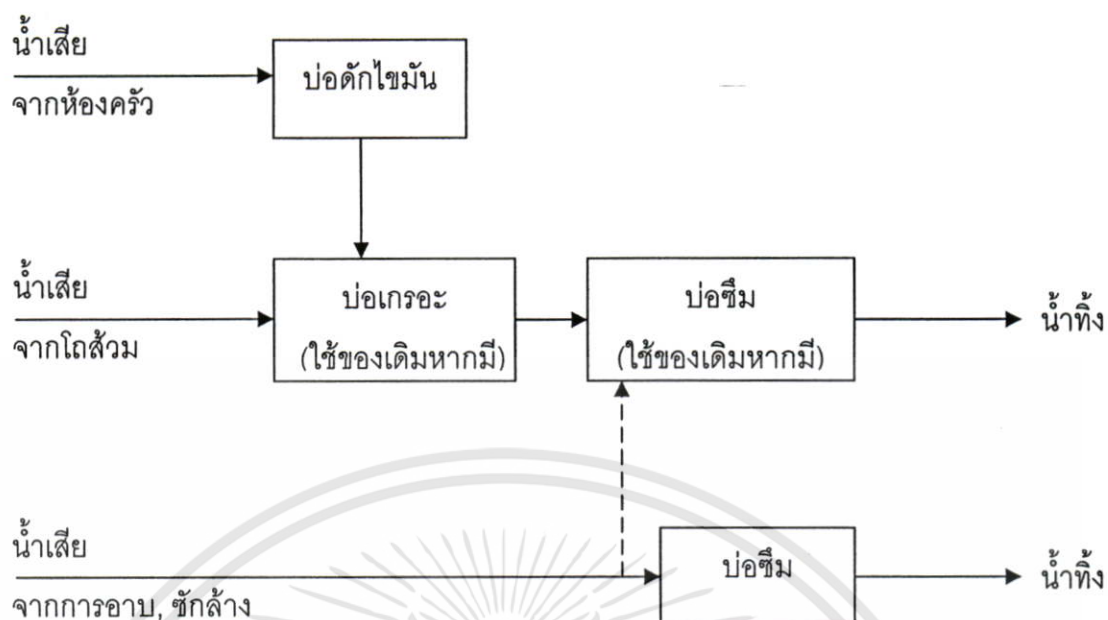 น้ำเสีย
จากห้องครัว
บ่อดักไขมัน
น้ำเสีย
จากโถส้วม
บ่อเกรอะ
(ใช้ของเดิมหากมี)
บ่อซึม
(ใช้ของเดิมหากมี)
น้ำทิ้ง
น้ำเสีย
จากการอาบ, ซักล้าง
บ่อซึม
น้ำทิ้ง